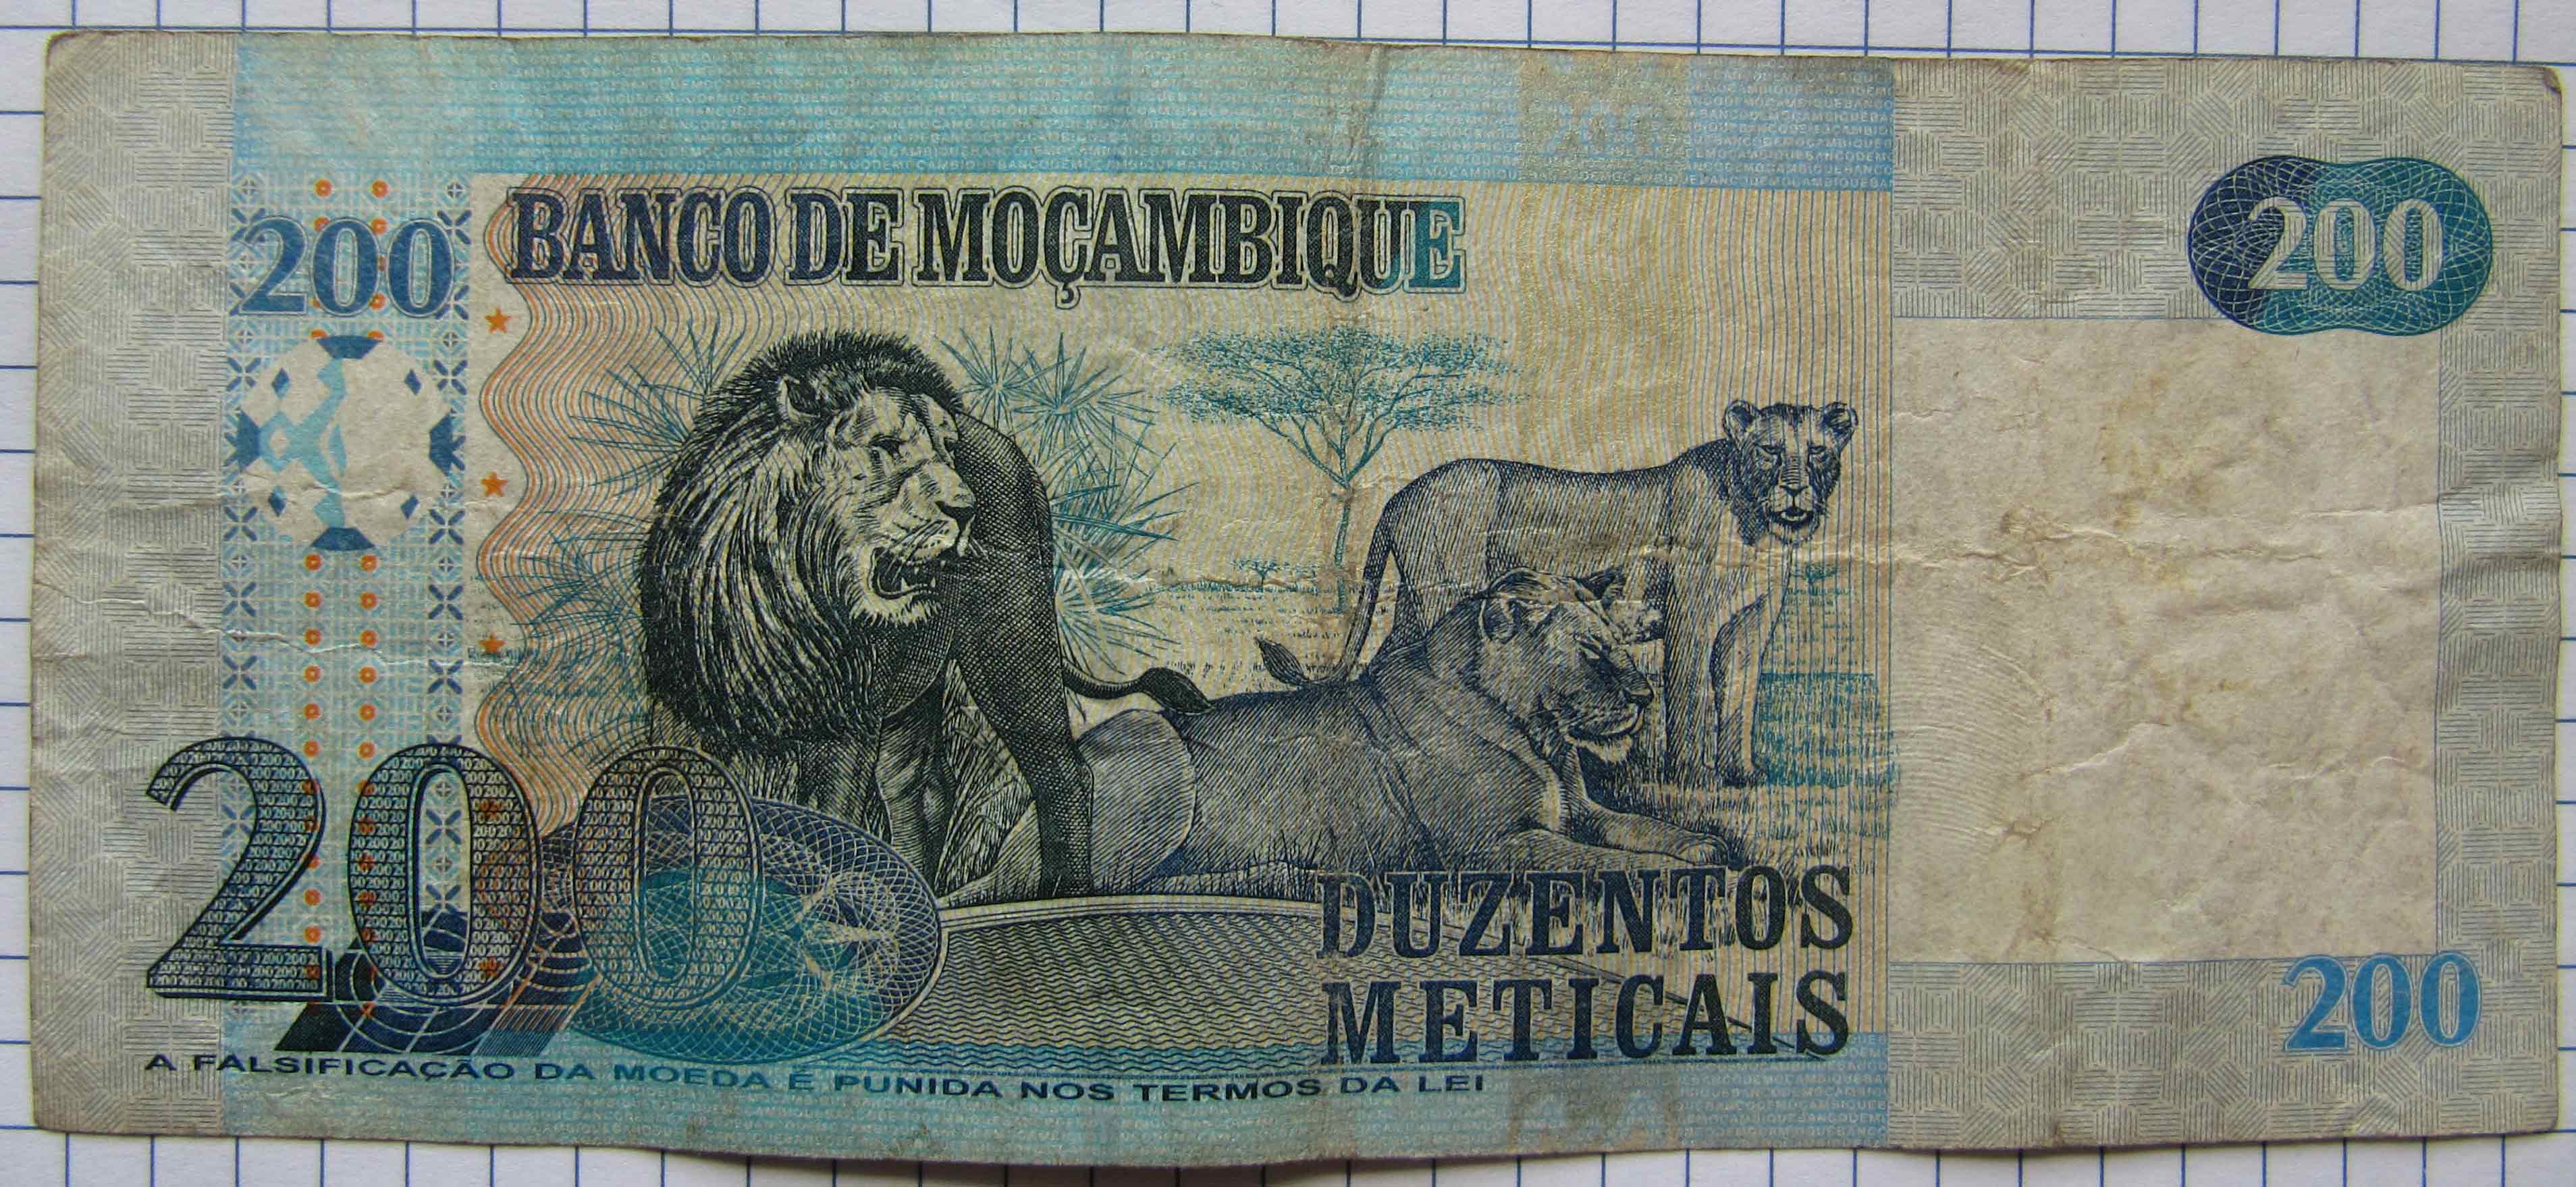 200
BANCO DE MOÇAMBIQUE
200
200
DUZENTOS
METICAIS
200
A FALSIFICAÇÃO DA MOEDA É PUNIDA NOS TERMOS DA LEI